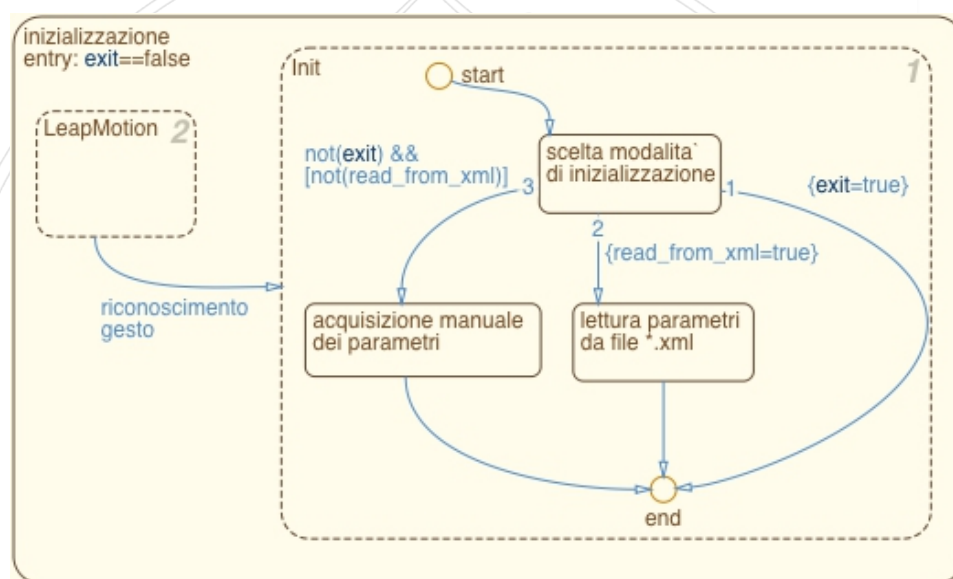 inizializzazione
entry: exit==false
Init
1
start
LeapMotion 2
not(exit) &&
[not(read_from_xml)]
3
scelta modalita`
di inizializzazione
1
{exit=true}
2
{read_from_xml=true}
riconoscimento
gesto
acquisizione manuale
dei parametri
lettura parametri
da file *.xml
end